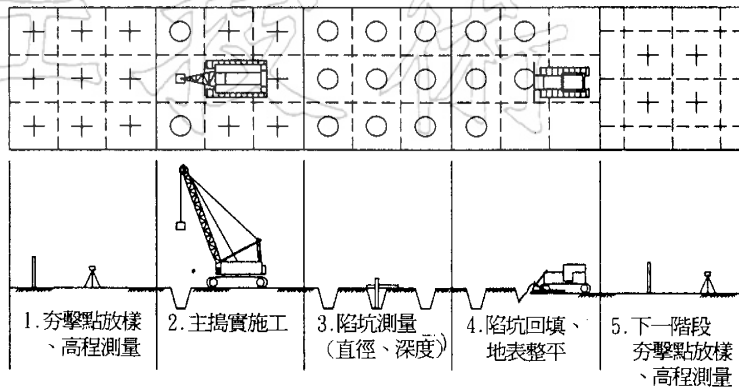 1.夯擊點放樣
、高程測量
2.主搗實施工
3.陷坑測量
(直徑、深度)
4.陷坑回填、
地表整平
5.下一階段
夯擊點放樣
、高程測量